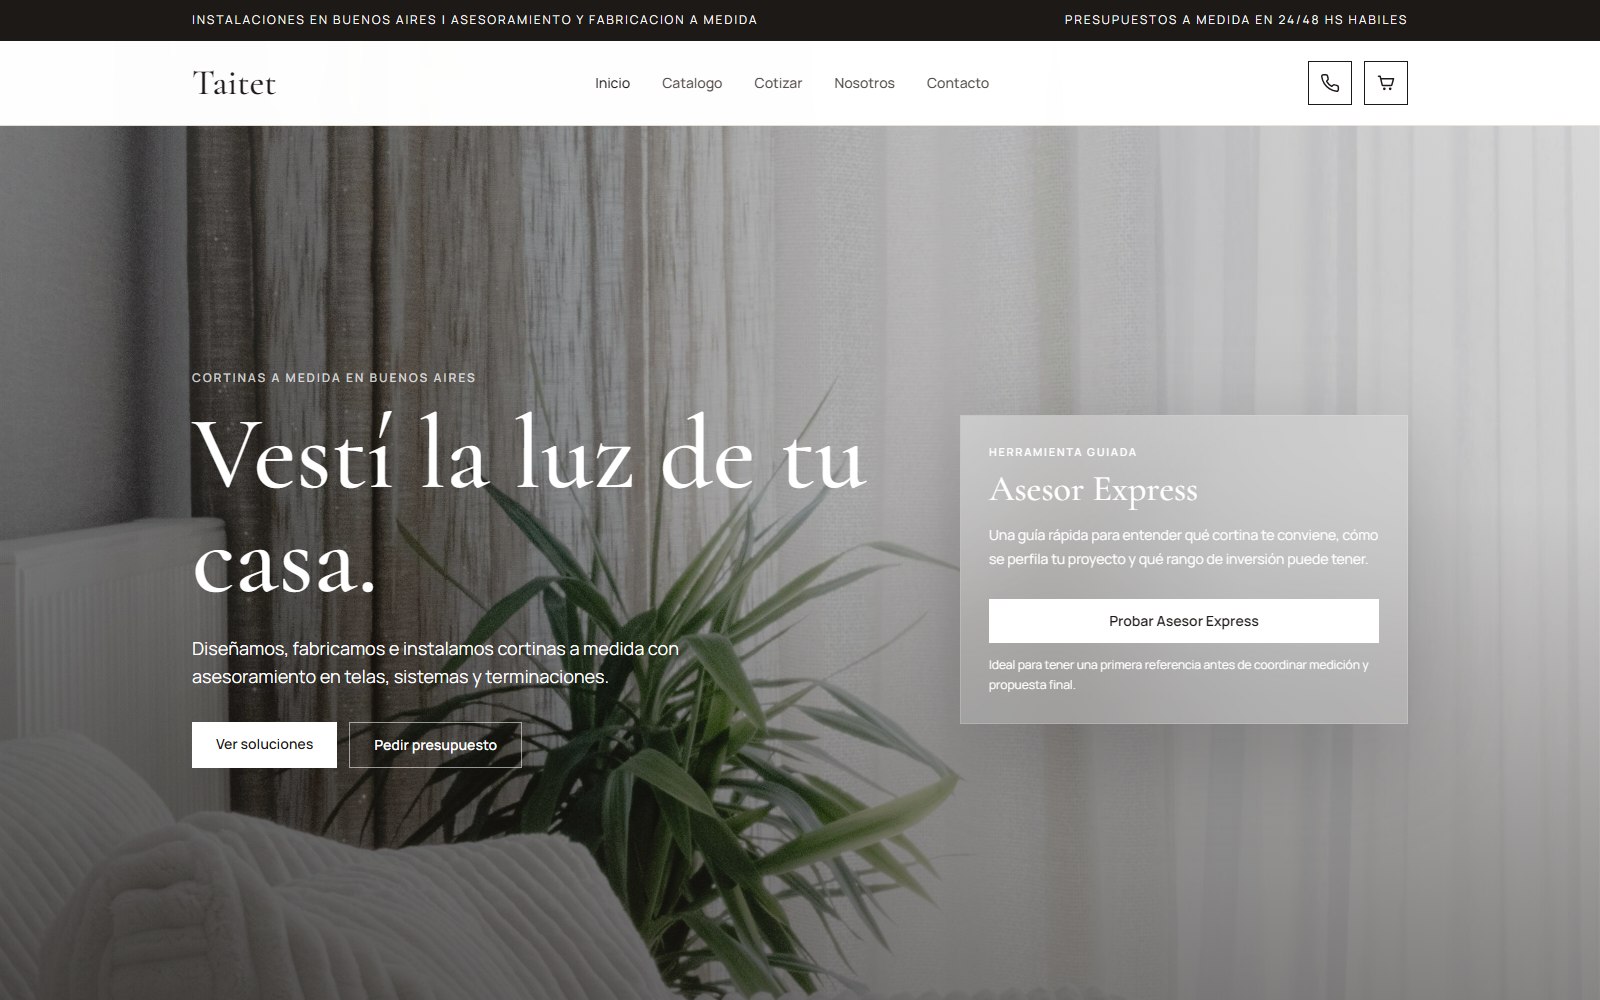 INSTALACIONES EN BUENOS AIRES I ASESORAMIENTO Y FABRICACION A MEDIDA
PRESUPUESTOS A MEDIDA EN 24/48 HS HABILES
Taitet
Inicio
Catalogo
Cotizar
Nosotros
Contacto
CORTINAS A MEDIDA EN BUENOS AIRES
Vestí la luz de tu
casa.
Diseñamos, fabricamos e instalamos cortinas a medida con
asesoramiento en telas, sistemas y terminaciones.
Ver soluciones
Pedir presupuesto
HERRAMIENTA GUIADA
Asesor Express
Una guía rápida para entender qué cortina te conviene, cómo
se perfila tu proyecto y qué rango de inversión puede tener.
Probar Asesor Express
Ideal para tener una primera referencia antes de coordinar medición y
propuesta final.